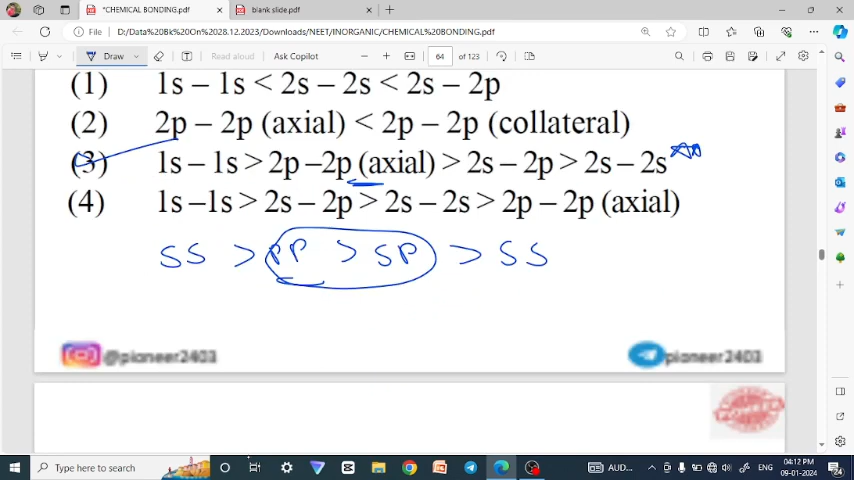 *CHEMICAL BONDING.pdf
blank slide.pdf
File | D:/Data%20Bk%20On%2028.12.2023/Downloads/NEET/INORGANIC/CHEMICAL%20BONDING.pdf
Draw
Read aloud
Ask Copilot
64 of 123
(1) 1s – 1s < 2s – 2s < 2s – 2p
(2) 2p – 2p (axial) < 2p – 2p (collateral)
(3) 1s – 1s > 2p –2p (axial) > 2s – 2p > 2s – 2s
(4) 1s –1s > 2s – 2p > 2s – 2s > 2p – 2p (axial)
SS > PP > SP > SS
@pioneer2403
pioneer2403
Type here to search
AUD...
ENG
04:12 PM
09-01-2024